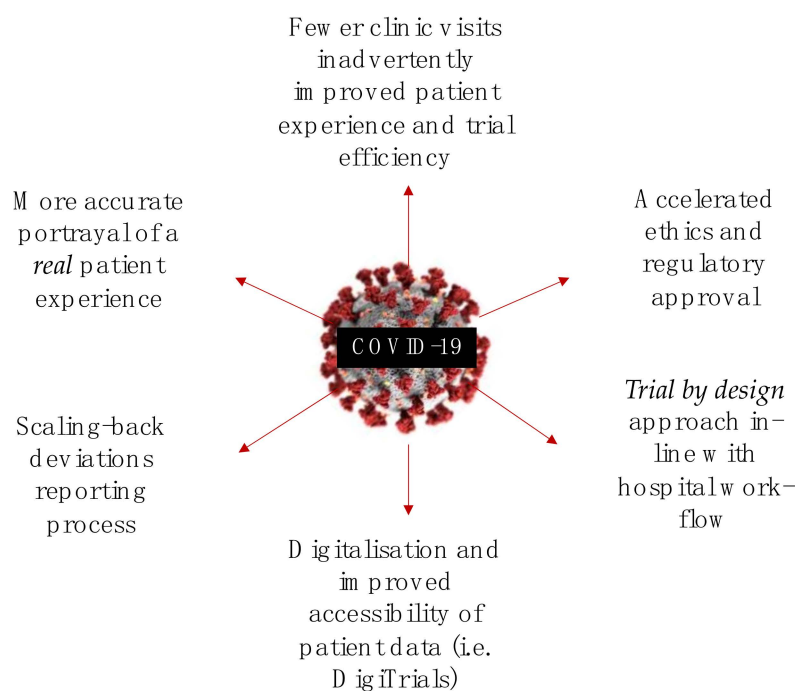 Fewer clinic visits
inadvertently
improved patient
experience and trial
efficiency
More accurate
portrayal of a
real patient
experience
Accelerated
ethics and
regulatory
approval
COVID-19
Trial by design
approach in-
line with
hospital work-
flow
Scaling-back
deviations
reporting
process
Digitalisation and
improved
accessibility of
patient data (i.e.
DigiTrials)